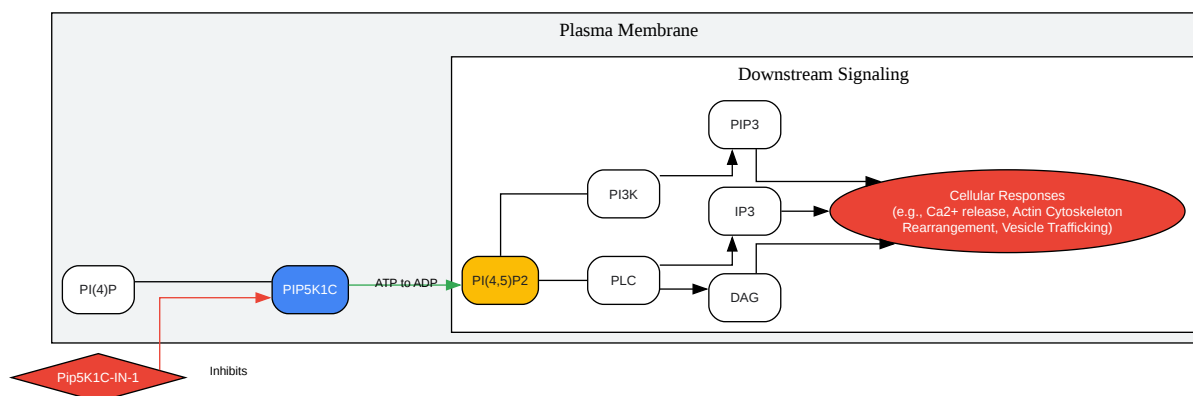 Plasma Membrane
Downstream Signaling
PIP3
PI3K
IP3
Cellular Responses
(e.g., Ca2+ release, Actin Cytoskeleton
Rearrangement, Vesicle Trafficking)
PI(4)P
PIP5K1C
ATP to ADP
PI(4,5)P2
PLC
DAG
Pip5K1C-IN-1
Inhibits